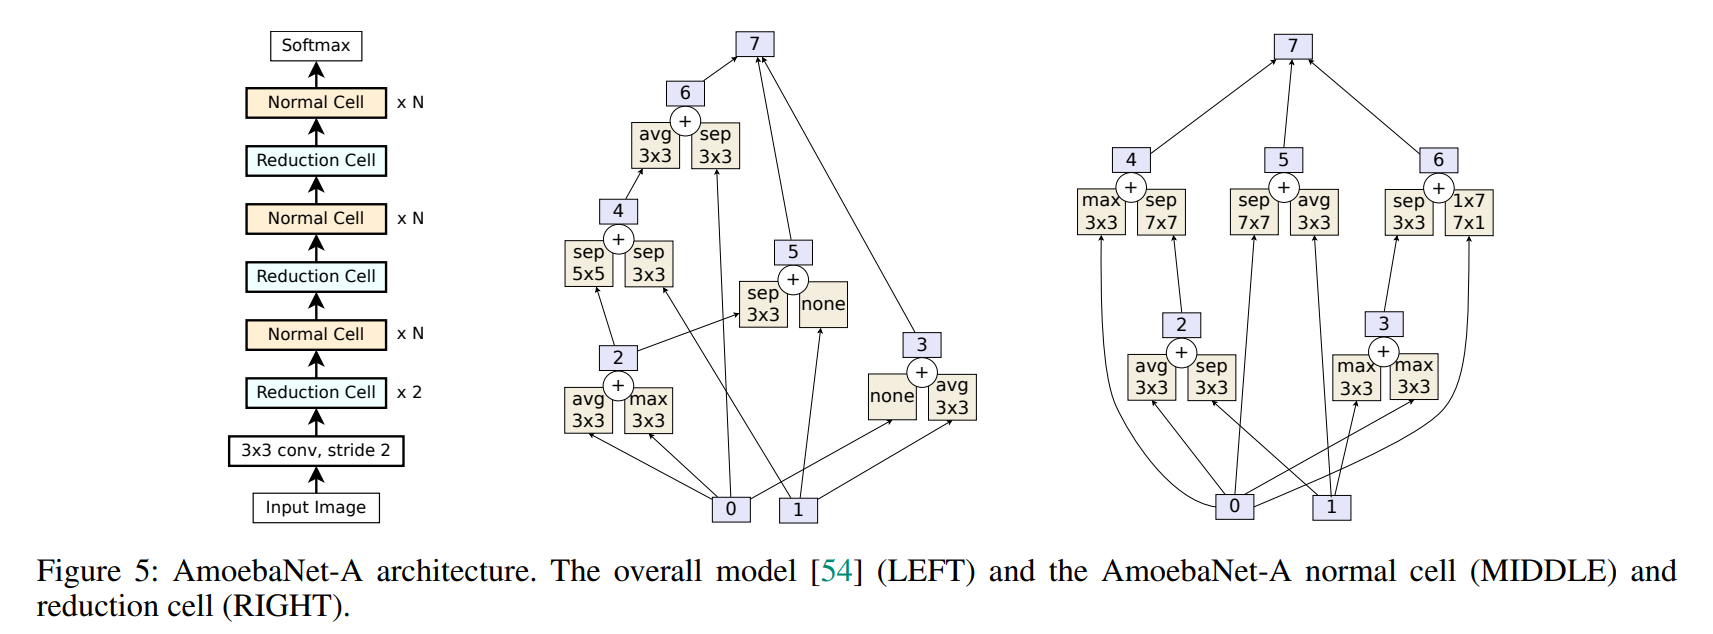 Softmax
Normal Cell x N
Reduction Cell
Normal Cell x N
Reduction Cell
Normal Cell x N
Reduction Cell x 2
3x3 conv, stride 2
Input Image
7
6
+
avg 3x3
sep 3x3
4
+
sep 5x5
sep 3x3
5
+
sep 3x3
none
2
+
avg 3x3
max 3x3
3
+
none
avg 3x3
0
1
7
4
+
max 3x3
sep 7x7
5
+
sep 7x7
avg 3x3
6
+
sep 3x3
1x7 7x1
2
+
avg 3x3
sep 3x3
3
+
max 3x3
max 3x3
0
1
Figure 5: AmoebaNet-A architecture. The overall model [54] (LEFT) and the AmoebaNet-A normal cell (MIDDLE) and
reduction cell (RIGHT).